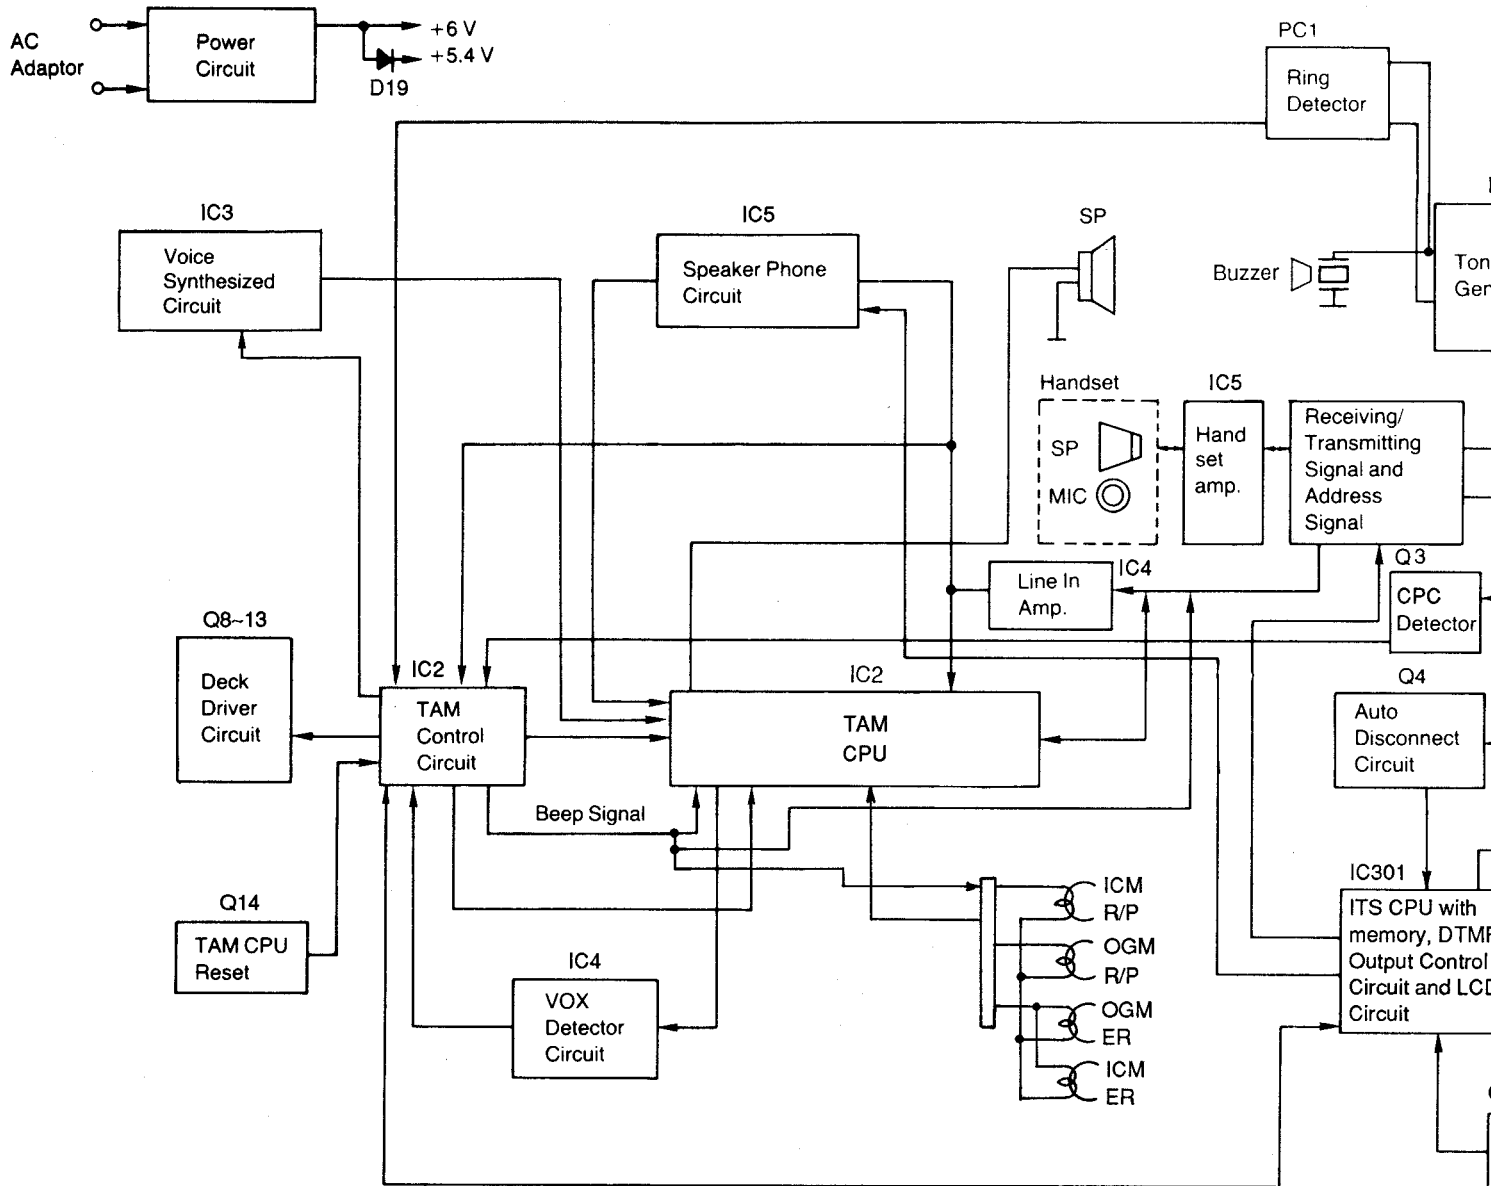 AC
Adaptor
Power
Circuit
+6 V
+5.4 V
D19
PC1
Ring
Detector
IC3
Voice
Synthesized
Circuit
IC5
Speaker Phone
Circuit
SP
Buzzer
Ton
Gen
Handset
SP
MIC
IC5
Hand
set
amp.
Receiving/
Transmitting
Signal and
Address
Signal
Line In
Amp.
IC4
Q3
CPC
Detector
Q8~13
Deck
Driver
Circuit
IC2
TAM
Control
Circuit
IC2
TAM
CPU
Q4
Auto
Disconnect
Circuit
Beep Signal
Q14
TAM CPU
Reset
IC4
VOX
Detector
Circuit
ICM
R/P
OGM
R/P
OGM
ER
ICM
ER
IC301
ITS CPU with
memory, DTMF
Output Control
Circuit and LCD
Circuit